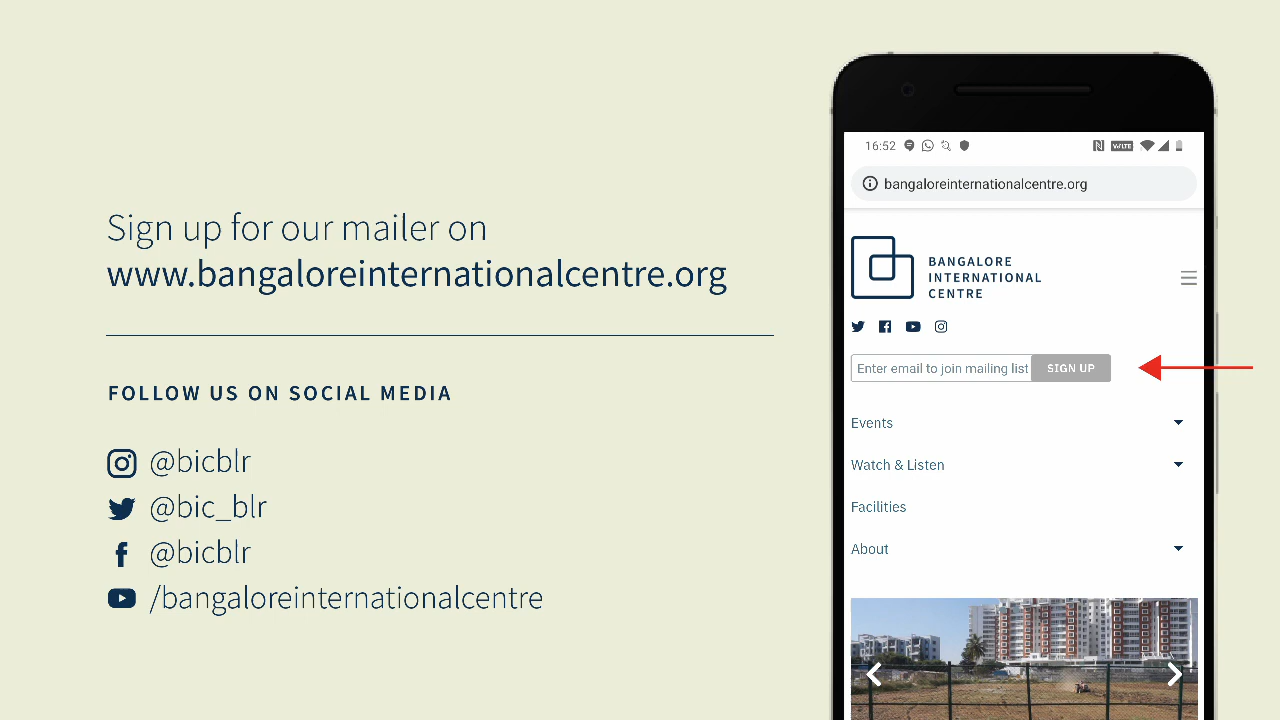 Sign up for our mailer on
www.bangaloreinternationalcentre.org
FOLLOW US ON SOCIAL MEDIA
@bicblr
@bic_blr
@bicblr
/bangaloreinternationalcentre
16:52
VoLTE
bangaloreinternationalcentre.org
BANGALORE
INTERNATIONAL
CENTRE
Enter email to join mailing list
SIGN UP
Events
Watch & Listen
Facilities
About